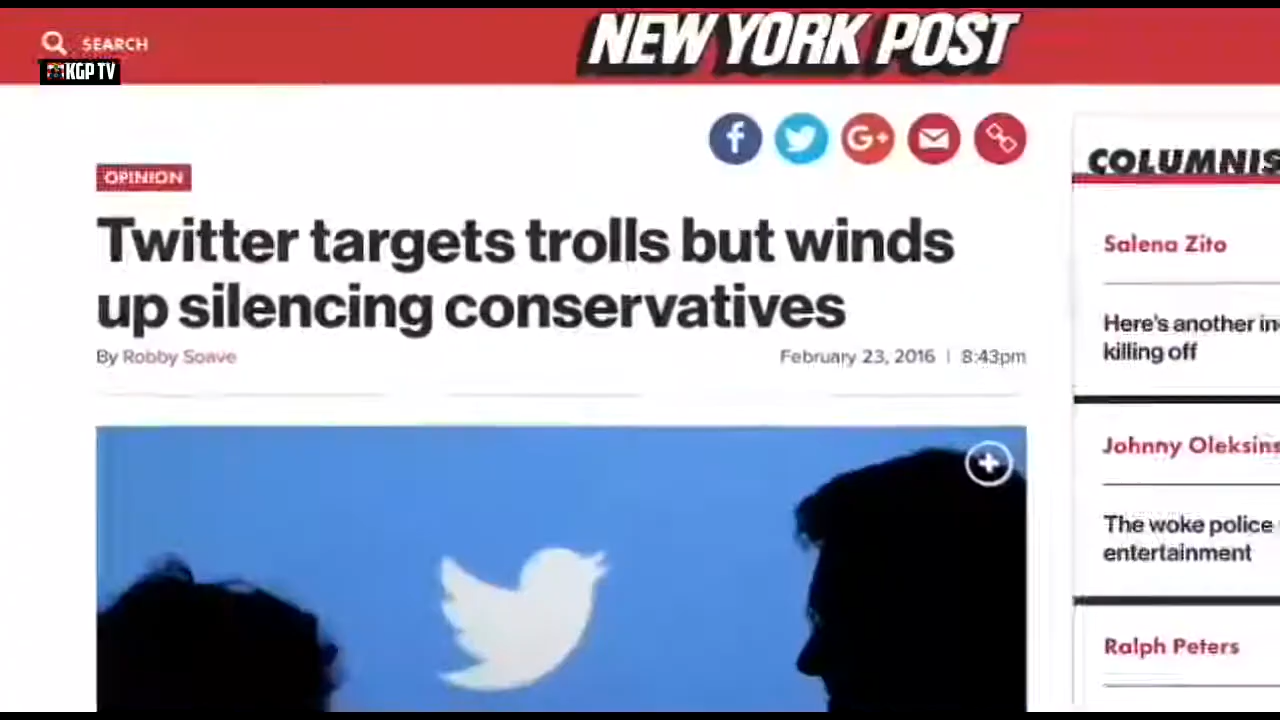 NEW YORK POST
SEARCH
KGP TV
OPINION
Twitter targets trolls but winds
up silencing conservatives
By Robby Soave
February 23, 2016 | 8:43pm
COLUMNIS
Salena Zito
Here's another in
killing off
Johnny Oleksins
The woke police
entertainment
Ralph Peters